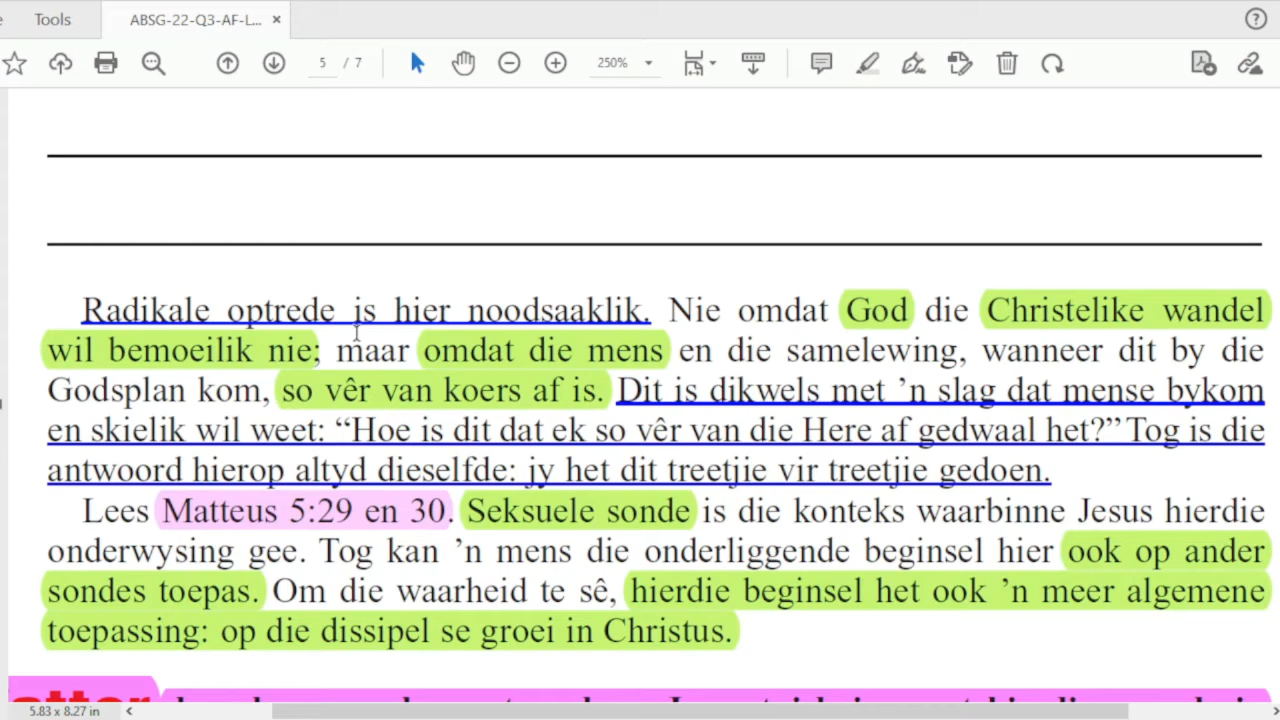 Tools
ABSG-22-Q3-AF-L... ×
5 / 7
250%
Radikale optrede is hier noodsaaklik. Nie omdat God die Christelike wandel
wil bemoeilik nie; maar omdat die mens en die samelewing, wanneer dit by die
Godsplan kom, so vêr van koers af is. Dit is dikwels met ’n slag dat mense bykom
en skielik wil weet: “Hoe is dit dat ek so vêr van die Here af gedwaal het?” Tog is die
antwoord hierop altyd dieselfde: jy het dit treetjie vir treetjie gedoen.
Lees Matteus 5:29 en 30. Seksuele sonde is die konteks waarbinne Jesus hierdie
onderwysing gee. Tog kan ’n mens die onderliggende beginsel hier ook op ander
sondes toepas. Om die waarheid te sê, hierdie beginsel het ook ’n meer algemene
toepassing: op die dissipel se groei in Christus.
5.83 x 8.27 in